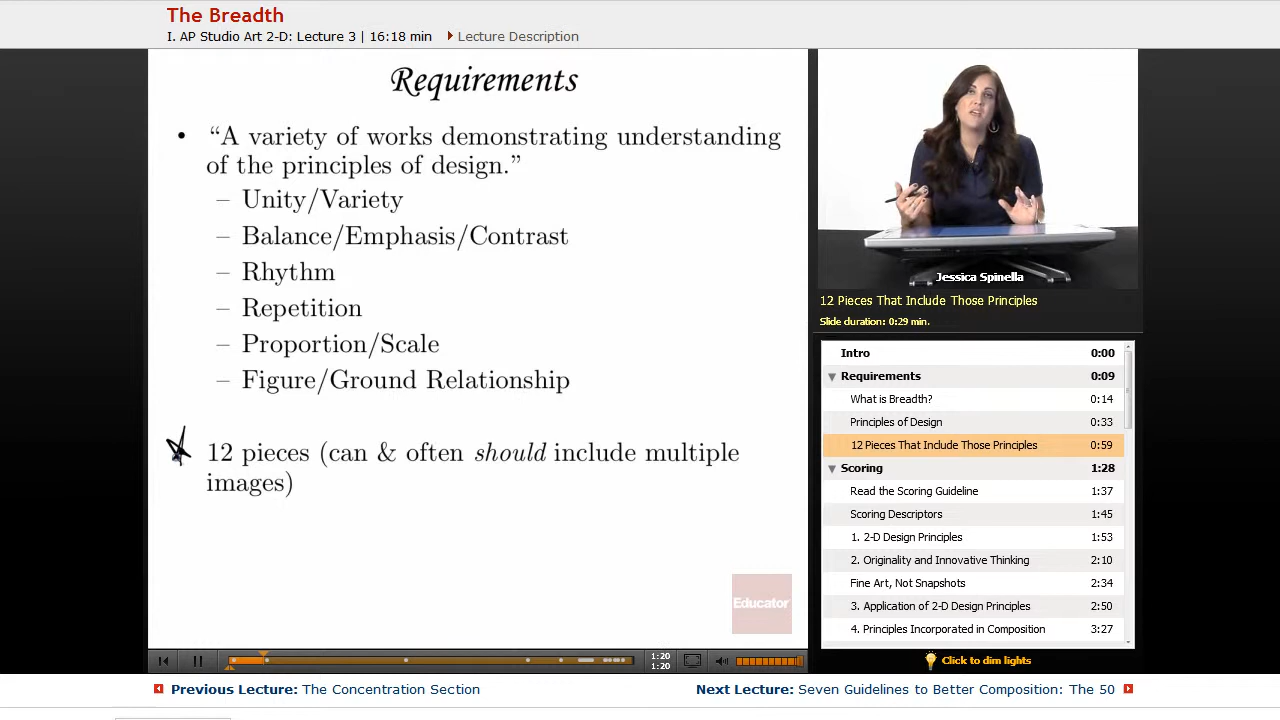 The Breadth
I. AP Studio Art 2-D: Lecture 3 | 16:18 min Lecture Description
Requirements
• “A variety of works demonstrating understanding
of the principles of design.”
– Unity/Variety
– Balance/Emphasis/Contrast
– Rhythm
– Repetition
– Proportion/Scale
– Figure/Ground Relationship
12 pieces (can & often should include multiple
images)
Educator
1:20
1:20
Jessica Spinella
12 Pieces That Include Those Principles
Slide duration: 0:29 min.
Intro 0:00
Requirements 0:09
What is Breadth? 0:14
Principles of Design 0:33
12 Pieces That Include Those Principles 0:59
Scoring 1:28
Read the Scoring Guideline 1:37
Scoring Descriptors 1:45
1. 2-D Design Principles 1:53
2. Originality and Innovative Thinking 2:10
Fine Art, Not Snapshots 2:34
3. Application of 2-D Design Principles 2:50
4. Principles Incorporated in Composition 3:27
Click to dim lights
Previous Lecture: The Concentration Section
Next Lecture: Seven Guidelines to Better Composition: The 50